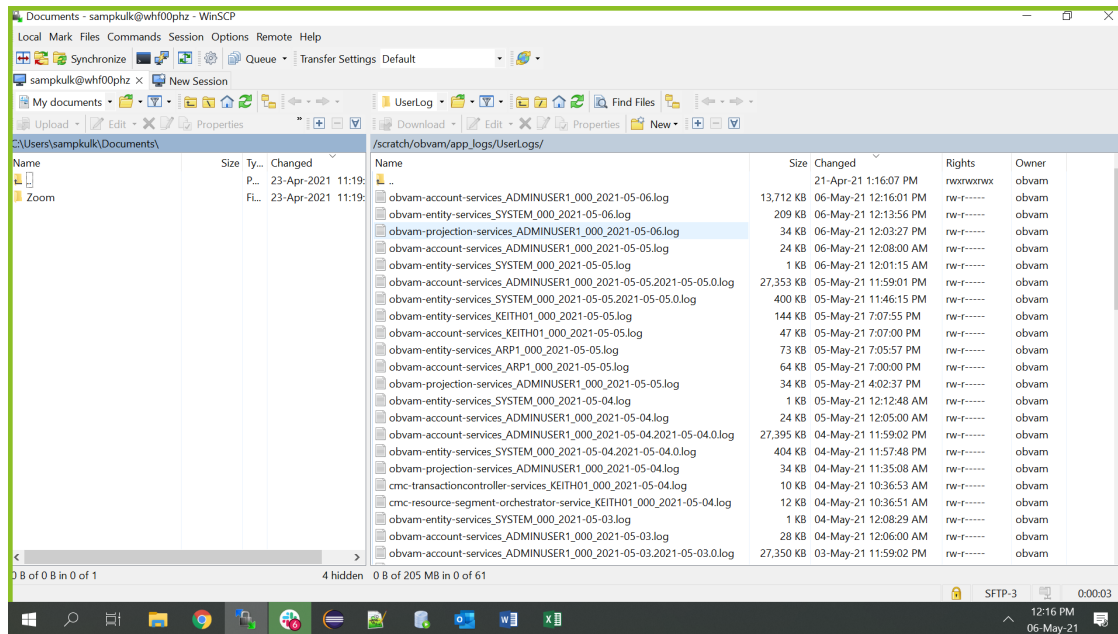 Documents - sampkulk@whf00phz - WinSCP
Local Mark Files Commands Session Options Remote Help
Synchronize Queue Transfer Settings Default
sampkulk@whf00phz × New Session
My documents UserLog Find Files
Upload Edit Properties » Download Edit Properties New
C:\Users\sampkulk\Documents\ /scratch/obvam/app_logs/UserLogs/
Name Size Ty... Changed Name Size Changed Rights Owner
.. P... 23-Apr-2021 11:19: .. 21-Apr-21 1:16:07 PM rwxrwxrwx obvam
Zoom Fi... 23-Apr-2021 11:19: obvam-account-services_ADMINUSER1_000_2021-05-06.log 13,712 KB 06-May-21 12:16:01 PM rw-r----- obvam
obvam-entity-services_SYSTEM_000_2021-05-06.log 209 KB 06-May-21 12:13:56 PM rw-r----- obvam
obvam-projection-services_ADMINUSER1_000_2021-05-06.log 34 KB 06-May-21 12:03:27 PM rw-r----- obvam
obvam-account-services_ADMINUSER1_000_2021-05-05.log 24 KB 06-May-21 12:08:00 AM rw-r----- obvam
obvam-entity-services_SYSTEM_000_2021-05-05.log 1 KB 06-May-21 12:01:15 AM rw-r----- obvam
obvam-account-services_ADMINUSER1_000_2021-05-05.2021-05-05.0.log 27,353 KB 05-May-21 11:59:01 PM rw-r----- obvam
obvam-entity-services_SYSTEM_000_2021-05-05.2021-05-05.0.log 400 KB 05-May-21 11:46:15 PM rw-r----- obvam
obvam-entity-services_KEITH01_000_2021-05-05.log 144 KB 05-May-21 7:07:55 PM rw-r----- obvam
obvam-account-services_KEITH01_000_2021-05-05.log 47 KB 05-May-21 7:07:00 PM rw-r----- obvam
obvam-entity-services_ARP1_000_2021-05-05.log 73 KB 05-May-21 7:05:57 PM rw-r----- obvam
obvam-account-services_ARP1_000_2021-05-05.log 64 KB 05-May-21 7:00:00 PM rw-r----- obvam
obvam-projection-services_ADMINUSER1_000_2021-05-05.log 34 KB 05-May-21 4:02:37 PM rw-r----- obvam
obvam-entity-services_SYSTEM_000_2021-05-04.log 1 KB 05-May-21 12:12:48 AM rw-r----- obvam
obvam-account-services_ADMINUSER1_000_2021-05-04.log 24 KB 05-May-21 12:05:00 AM rw-r----- obvam
obvam-account-services_ADMINUSER1_000_2021-05-04.2021-05-04.0.log 27,395 KB 04-May-21 11:59:02 PM rw-r----- obvam
obvam-entity-services_SYSTEM_000_2021-05-04.2021-05-04.0.log 404 KB 04-May-21 11:57:48 PM rw-r----- obvam
obvam-projection-services_ADMINUSER1_000_2021-05-04.log 34 KB 04-May-21 11:35:08 AM rw-r----- obvam
cmc-transactioncontroller-services_KEITH01_000_2021-05-04.log 10 KB 04-May-21 10:36:53 AM rw-r----- obvam
cmc-resource-segment-orchestrator-service_KEITH01_000_2021-05-04.log 12 KB 04-May-21 10:36:51 AM rw-r----- obvam
obvam-entity-services_SYSTEM_000_2021-05-03.log 1 KB 04-May-21 12:08:29 AM rw-r----- obvam
obvam-account-services_ADMINUSER1_000_2021-05-03.log 28 KB 04-May-21 12:06:00 AM rw-r----- obvam
obvam-account-services_ADMINUSER1_000_2021-05-03.2021-05-03.0.log 27,350 KB 03-May-21 11:59:02 PM rw-r----- obvam
0 B of 0 B in 0 of 1 4 hidden 0 B of 205 MB in 0 of 61
SFTP-3 0:00:03
6 12:16 PM
06-May-21